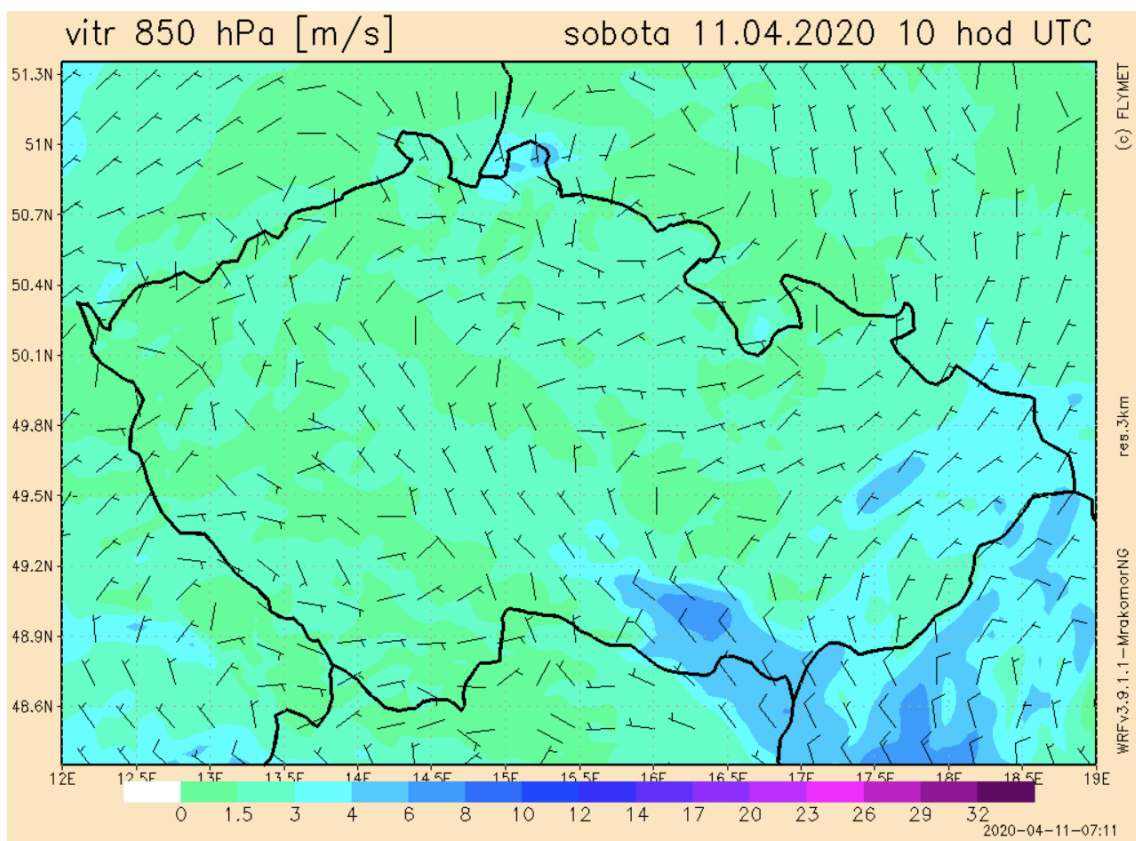 vitr 850 hPa [m/s] sobota 11.04.2020 10 hod UTC
(c) FLYMET
res.3km
WRFv3.9.1.1-MrakomorNG
51.3N
51N
50.7N
50.4N
50.1N
49.8N
49.5N
49.2N
48.9N
48.6N
12E 12.5E 13E 13.5E 14E 14.5E 15E 15.5E 16E 16.5E 17E 17.5E 18E 18.5E 19E
0 1.5 3 4 6 8 10 12 14 17 20 23 26 29 32
2020-04-11-07:11